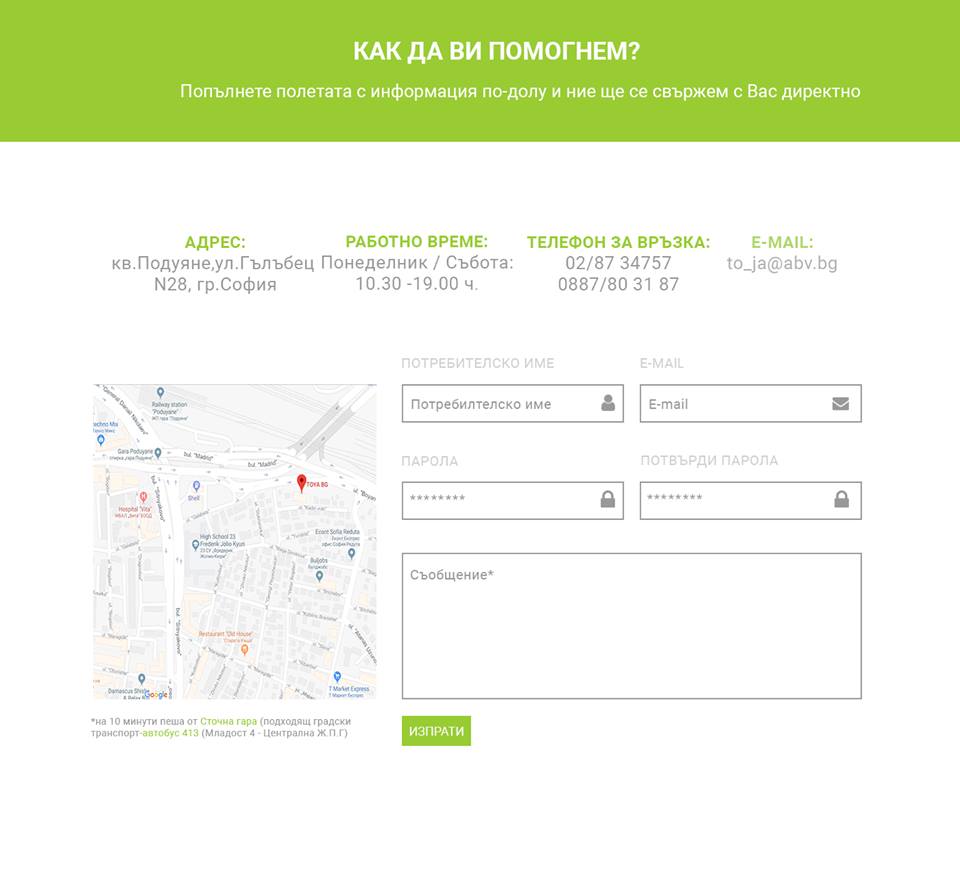 КАК ДА ВИ ПОМОГНЕМ?
Попълнете полетата с информация по-долу и ние ще се свържем с Вас директно
АДРЕС:
кв.Подуяне,ул.Гълъбец
N28, гр.София
РАБОТНО ВРЕМЕ:
Понеделник / Събота:
10.30 -19.00 ч.
ТЕЛЕФОН ЗА ВРЪЗКА:
02/87 34757
0887/80 31 87
E-MAIL:
to_ja@abv.bg
ПОТРЕБИТЕЛСКО ИМЕ
E-MAIL
Потребилтелско име
E-mail
ПАРОЛА
ПОТВЪРДИ ПАРОЛА
********
********
Съобщение*
ИЗПРАТИ
Railway station
"Poduyane"
bul. "Madrid"
bul. "Madrid"
Gara Poduyane
TOYA BG
Shell
Hospital "Vita"
High School 23
Frederik Jolio Kyuri
Econt Sofia Reduta
Buljobs
Restaurant "Old House"
T Market Express
Damascus
Google
*на 10 минути пеша от Сточна гара (подходящ градски
транспорт-автобус 413 (Младост 4 - Централна Ж.П.Г)